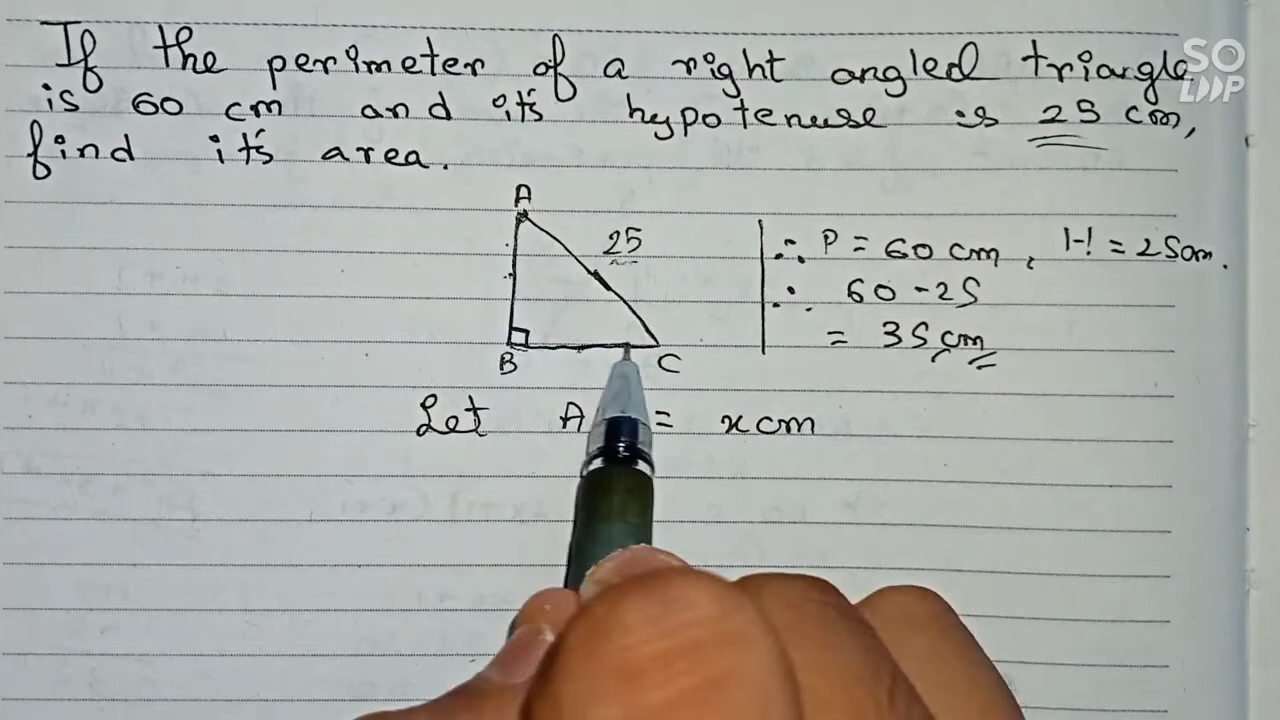 If the perimeter of a right angled triangle
is 60 cm and it's hypotenuse is 25 cm,
find it's area.
A
25
B
C
∴ P = 60 cm, H! = 25cm.
∴ 60 - 25
= 35 cm
Let A = x cm
SO
LDP